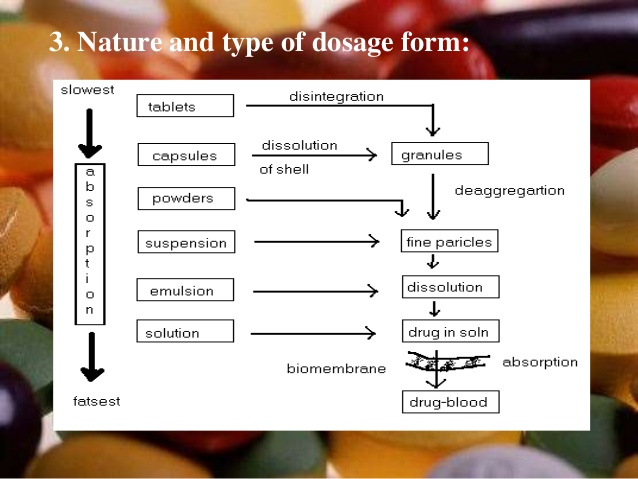 3. Nature and type of dosage form:
slowest
absorption
fatsest
tablets
disintegration
capsules
dissolution
of shell
granules
powders
deaggregartion
suspension
fine paricles
emulsion
dissolution
solution
drug in soln
biomembrane
absorption
drug-blood